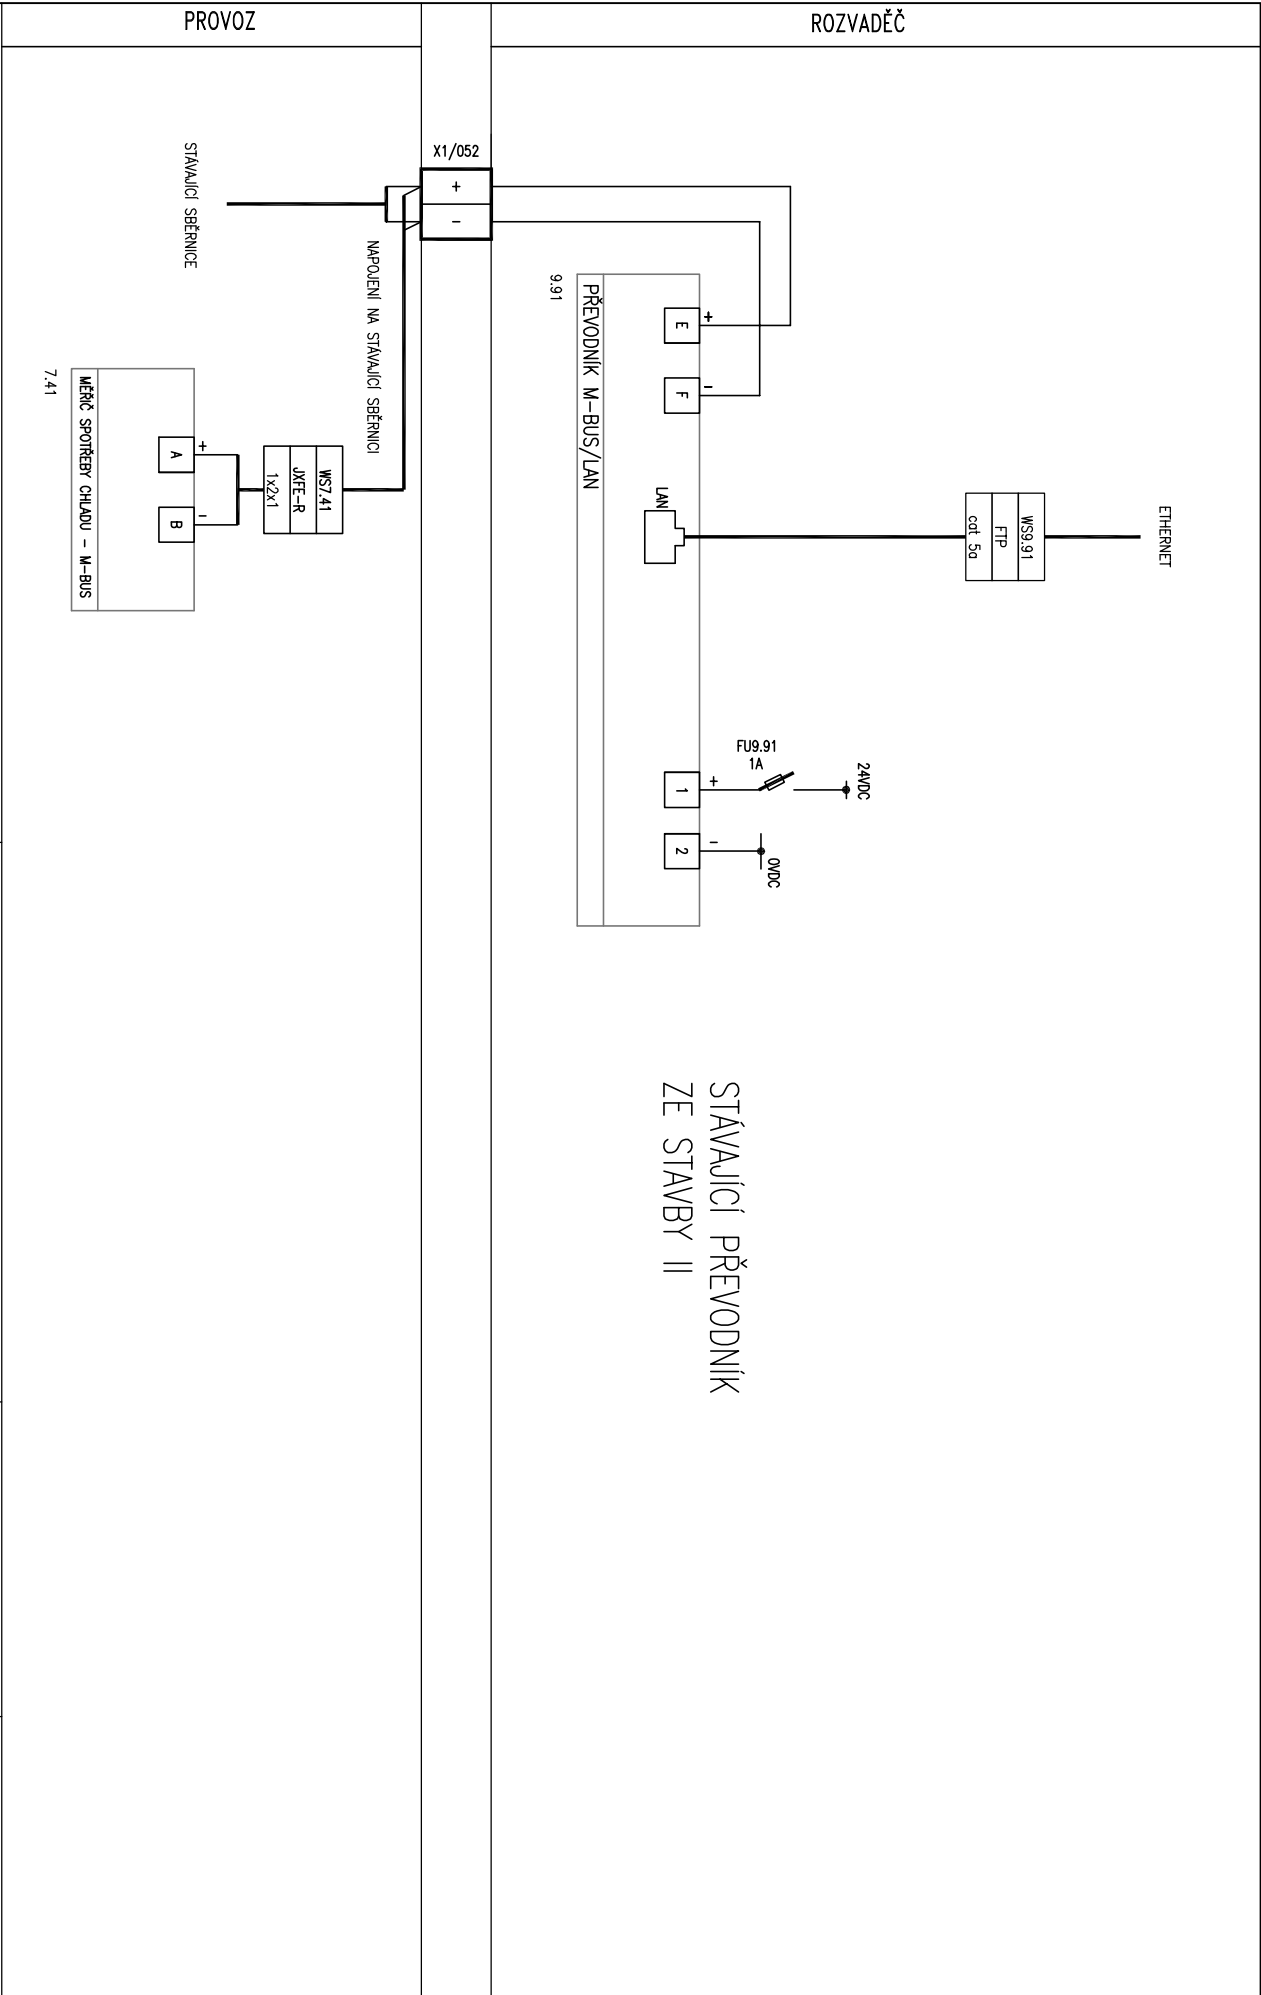 PROVOZ
ROZVADĚČ
ETHERNET
WS9.91
FTP
cat 5a
24VDC
FU9.91
1A
0VDC
+
-
+
-
E
F
LAN
1
2
PŘEVODNÍK M-BUS/LAN
9.91
STÁVAJÍCÍ PŘEVODNÍK
ZE STAVBY II
X1/052
+
-
NAPOJENÍ NA STÁVAJÍCÍ SBĚRNICI
STÁVAJÍCÍ SBĚRNICE
WS7.41
JXFE-R
1x2x1
+
-
A
B
MĚŘIČ SPOTŘEBY CHLADU - M-BUS
7.41